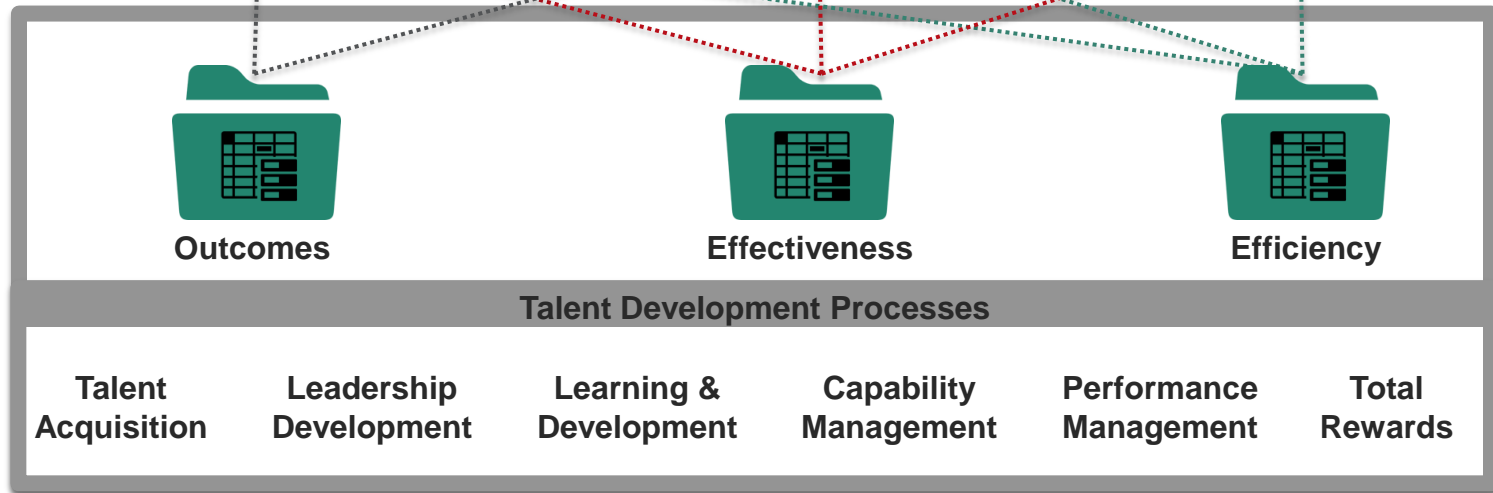 Outcomes
Effectiveness
Efficiency
Talent Development Processes
Talent
Acquisition
Leadership
Development
Learning &
Development
Capability
Management
Performance
Management
Total
Rewards